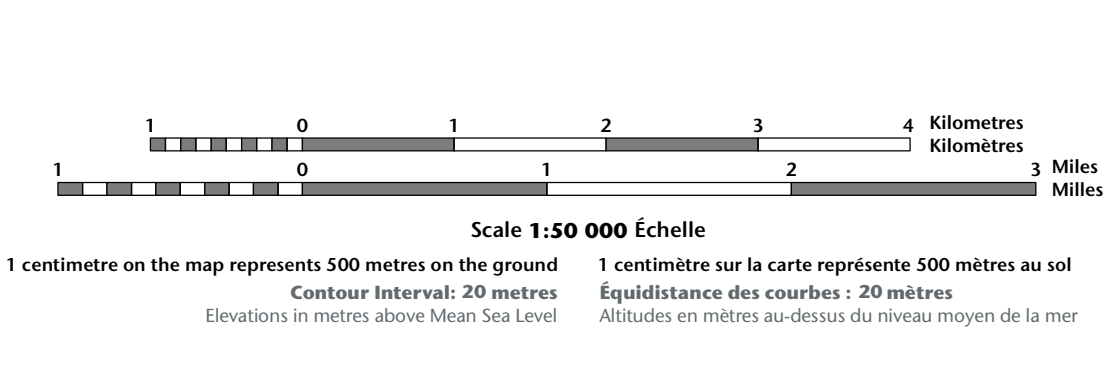 1 0 1 2 3 4 Kilometres
Kilomètres
1 0 1 2 3 Miles
Milles
Scale 1:50 000 Échelle
1 centimetre on the map represents 500 metres on the ground
Contour Interval: 20 metres
Elevations in metres above Mean Sea Level
1 centimètre sur la carte représente 500 mètres au sol
Équidistance des courbes : 20 mètres
Altitudes en mètres au-dessus du niveau moyen de la mer